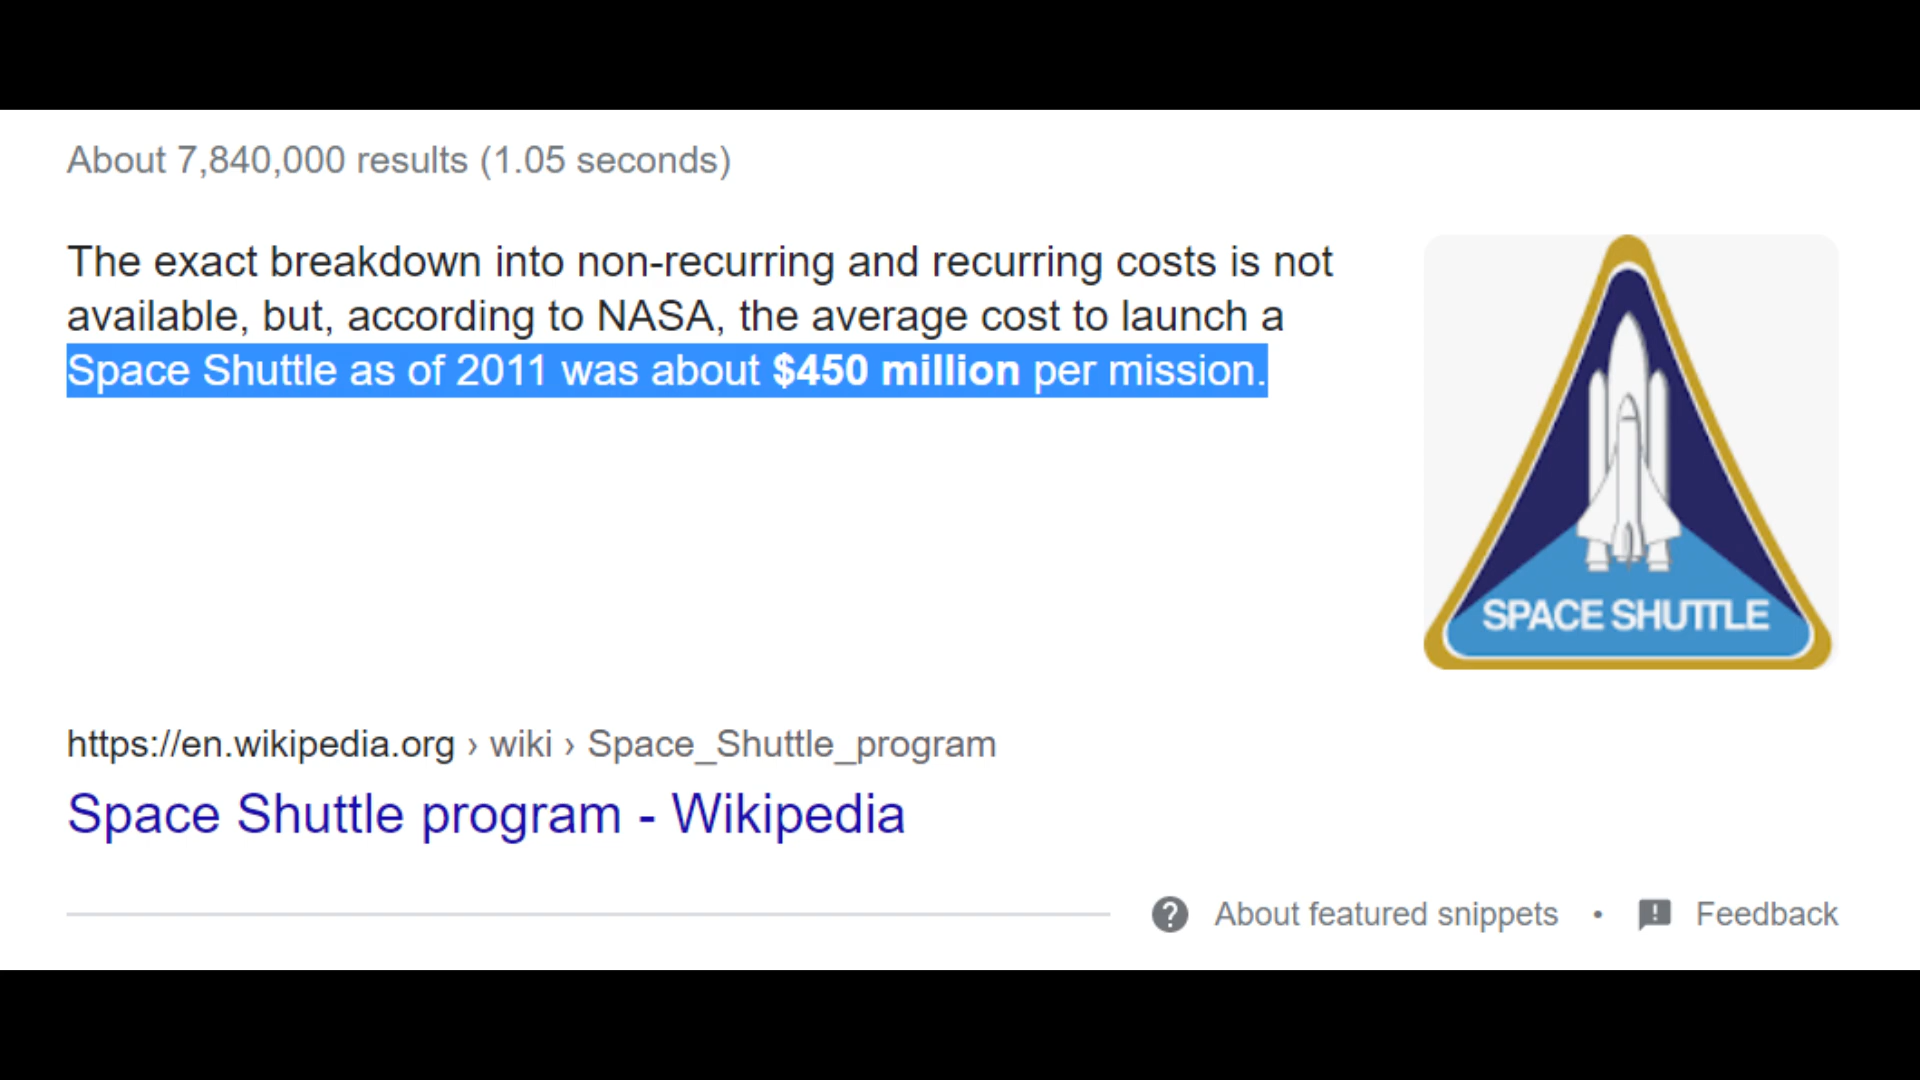 About 7,840,000 results (1.05 seconds)
The exact breakdown into non-recurring and recurring costs is not
available, but, according to NASA, the average cost to launch a
Space Shuttle as of 2011 was about $450 million per mission.
SPACE SHUTTLE
https://en.wikipedia.org › wiki › Space_Shuttle_program
Space Shuttle program - Wikipedia
About featured snippets • Feedback